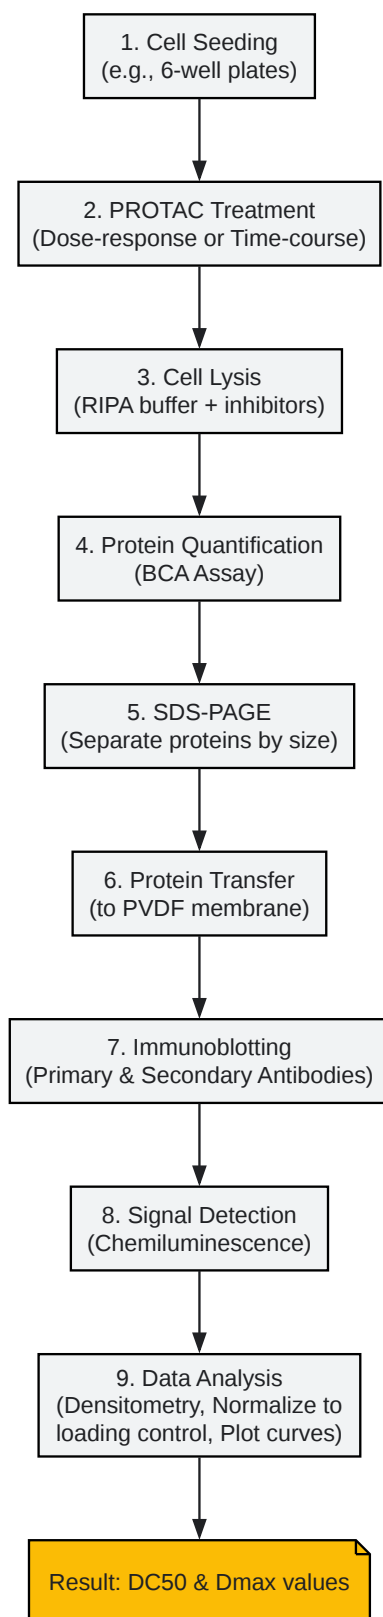 1. Cell Seeding
(e.g., 6-well plates)
2. PROTAC Treatment
(Dose-response or Time-course)
3. Cell Lysis
(RIPA buffer + inhibitors)
4. Protein Quantification
(BCA Assay)
5. SDS-PAGE
(Separate proteins by size)
6. Protein Transfer
(to PVDF membrane)
7. Immunoblotting
(Primary & Secondary Antibodies)
8. Signal Detection
(Chemiluminescence)
9. Data Analysis
(Densitometry, Normalize to
loading control, Plot curves)
Result: DC50 & Dmax values